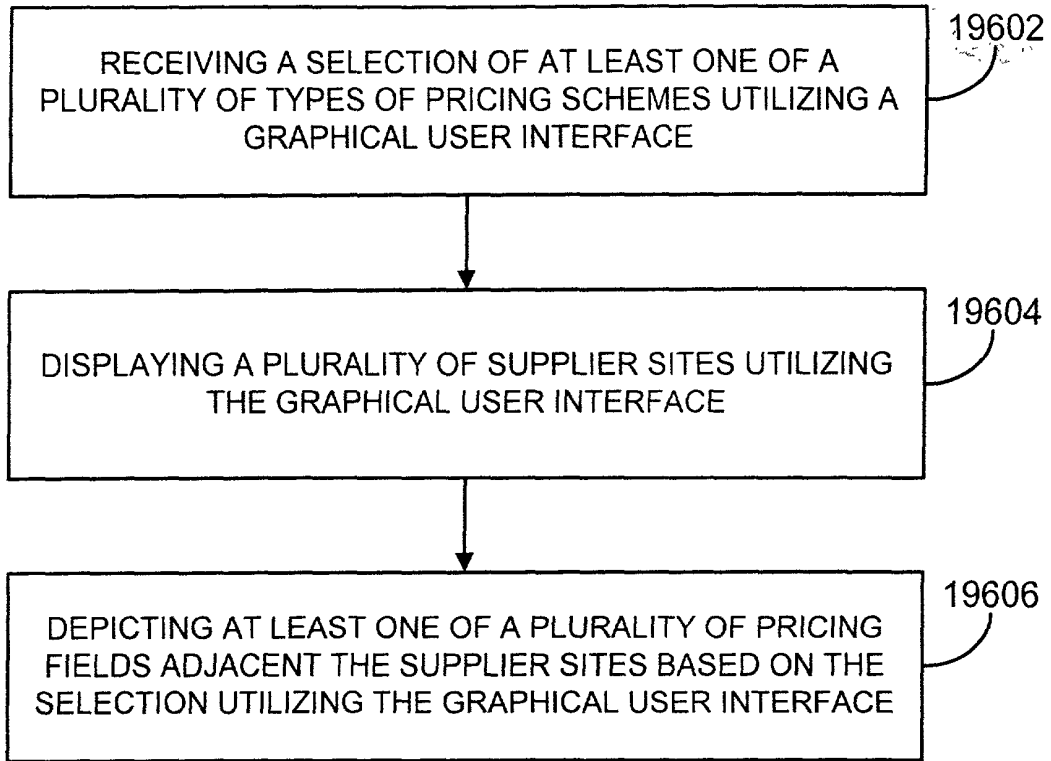 19602
RECEIVING A SELECTION OF AT LEAST ONE OF A
PLURALITY OF TYPES OF PRICING SCHEMES UTILIZING A
GRAPHICAL USER INTERFACE
19604
DISPLAYING A PLURALITY OF SUPPLIER SITES UTILIZING
THE GRAPHICAL USER INTERFACE
19606
DEPICTING AT LEAST ONE OF A PLURALITY OF PRICING
FIELDS ADJACENT THE SUPPLIER SITES BASED ON THE
SELECTION UTILIZING THE GRAPHICAL USER INTERFACE